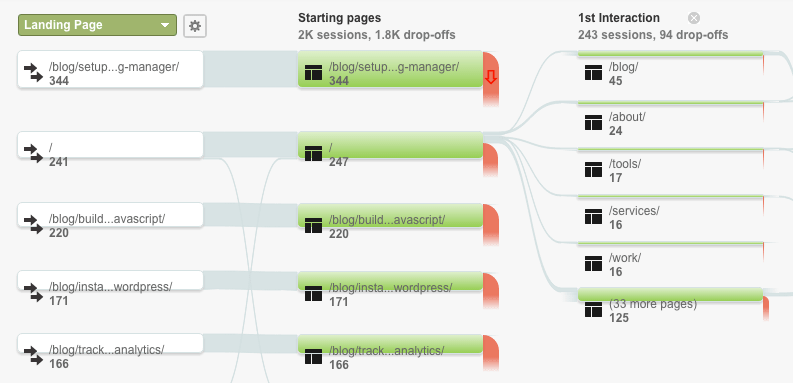 Landing Page
Starting pages
2K sessions, 1.8K drop-offs
1st Interaction
243 sessions, 94 drop-offs
/blog/setup...g-manager/
344
/
241
/blog/build...avascript/
220
/blog/insta...wordpress/
171
/blog/track...analytics/
166
/blog/setup...g-manager/
344
/
247
/blog/build...avascript/
220
/blog/insta...wordpress/
171
/blog/track...analytics/
166
/blog/
45
/about/
24
/tools/
17
/services/
16
/work/
16
(33 more pages)
125